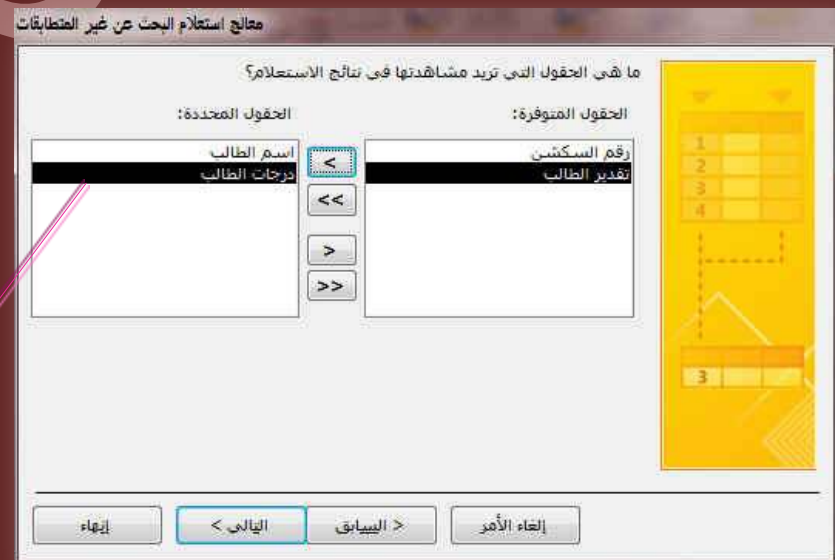 معالج استعلام البحث عن غير المتطابقات
ما هي الحقول التي تريد مشاهدتها في نتائج الاستعلام؟
الحقول المتوفرة:
الحقول المحددة:
رقم السكشن
تقدير الطالب
<
<<
>
>>
اسم الطالب
درجات الطالب
1
2
3
4
3
إلغاء الأمر
< السابق
التالي >
إنهاء